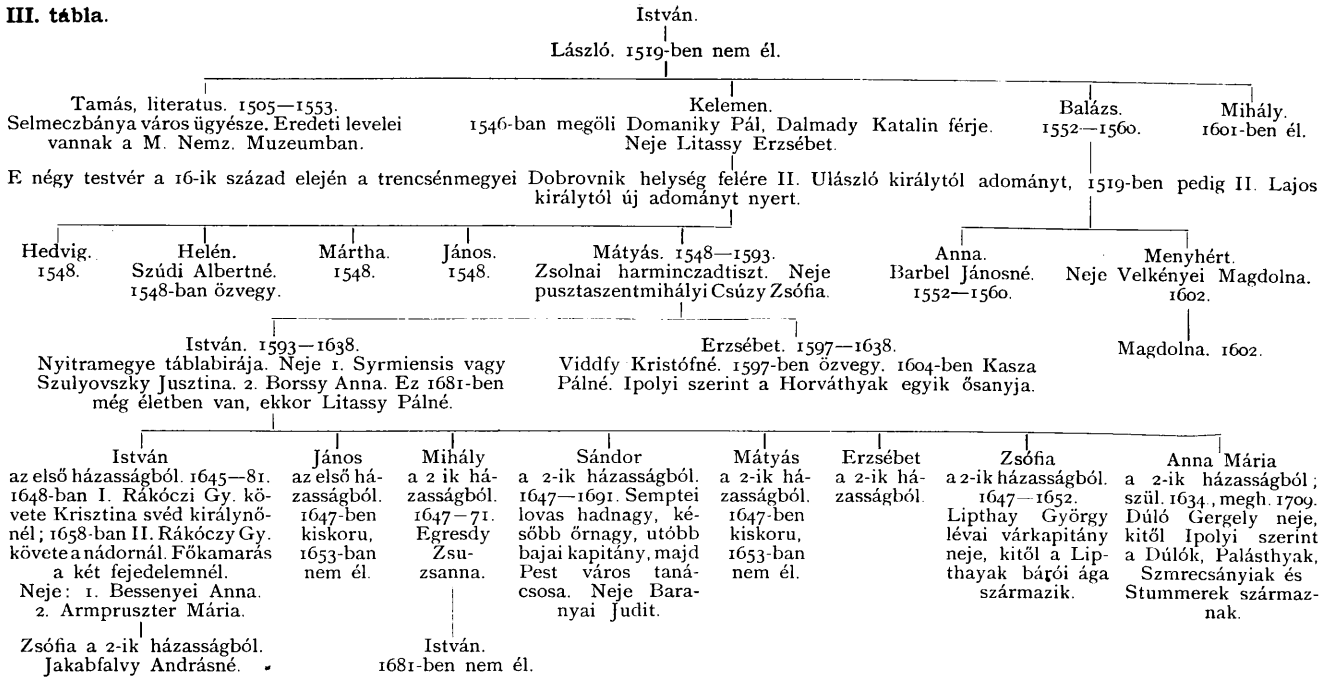 III. tábla.
István.
László. 1519-ben nem él.
Tamás, literatus. 1505—1553.
Selmeczbánya város ügyésze. Eredeti levelei
vannak a M. Nemz. Muzeumban.
Kelemen.
1546-ban megöli Domaniky Pál, Dalmady Katalin férje.
Neje Litassy Erzsébet.
Balázs.
1552—1560.
Mihály.
1601-ben él.
E négy testvér a 16-ik század elején a trencsénmegyei Dobrovnik helység felére II. Ulászló királytól adományt, 1519-ben pedig II. Lajos
királytól új adományt nyert.
Hedvig.
1548.
Helén.
Szúdi Albertné.
1548-ban özvegy.
Mártha.
1548.
János.
1548.
Mátyás. 1548—1593.
Zsolnai harminczadtiszt. Neje
pusztaszentmihályi Csúzy Zsófia.
Anna.
Barbel Jánosné.
1552—1560.
Menyhért.
Neje Velkényei Magdolna.
1602.
István. 1593—1638.
Nyitramegye táblabirája. Neje 1. Syrmiensis vagy
Szulyovszky Jusztina. 2. Borssy Anna. Ez 1681-ben
még életben van, ekkor Litassy Pálné.
Erzsébet. 1597—1638.
Viddfy Kristófné. 1597-ben özvegy. 1604-ben Kasza
Pálné. Ipolyi szerint a Horváthyak egyik ősanyja.
Magdolna. 1602.
István
az első házasságból. 1645—81.
1648-ban I. Rákóczi Gy. kö-
vete Krisztina svéd királynő-
nél; 1658-ban II. Rákóczy Gy.
követe a nádornál. Főkamarás
a két fejedelemnél.
Neje: 1. Bessenyei Anna.
2. Armpruszter Mária.
János
az első há-
zasságból.
1647-ben
kiskoru,
1653-ban
nem él.
Mihály
a 2 ik há-
zasságból.
1647—71.
Egresdy
Zsu-
zsanna.
Sándor
a 2-ik házasságból.
1647—1691. Semptei
lovas hadnagy, ké-
sőbb őrnagy, utóbb
bajai kapitány, majd
Pest város taná-
csosa. Neje Bara-
nyai Judit.
Mátyás
a 2-ik há-
zasságból.
1647-ben
kiskoru,
1653-ban
nem él.
Erzsébet
a 2-ik há-
zasságból.
Zsófia
a 2-ik házasságból.
1647—1652.
Lipthay György
lévai várkapitány
neje, kitől a Lip-
thayak bárói ága
származik.
Anna Mária
a 2-ik házasságból;
szül. 1634., megh. 1709.
Dúló Gergely neje,
kitől Ipolyi szerint
a Dúlók, Palásthyak,
Szmrecsányiak és
Stummerek származ-
nak.
Zsófia a 2-ik házasságból.
Jakabfalvy Andrásné.
István.
1681-ben nem él.